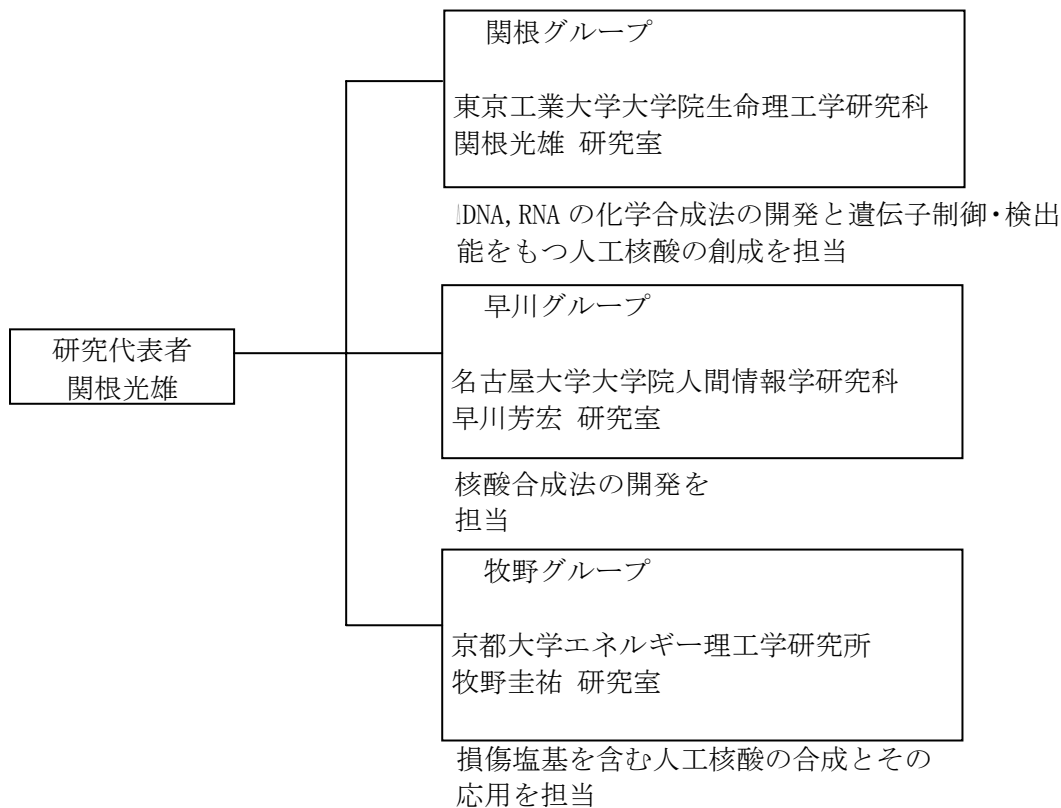 関根グループ
東京工業大学大学院生命理工学研究科
関根光雄 研究室
DNA,RNA の化学合成法の開発と遺伝子制御・検出
能をもつ人工核酸の創成を担当
研究代表者
関根光雄
早川グループ
名古屋大学大学院人間情報学研究科
早川芳宏 研究室
核酸合成法の開発を
担当
牧野グループ
京都大学エネルギー理工学研究所
牧野圭祐 研究室
損傷塩基を含む人工核酸の合成とその
応用を担当